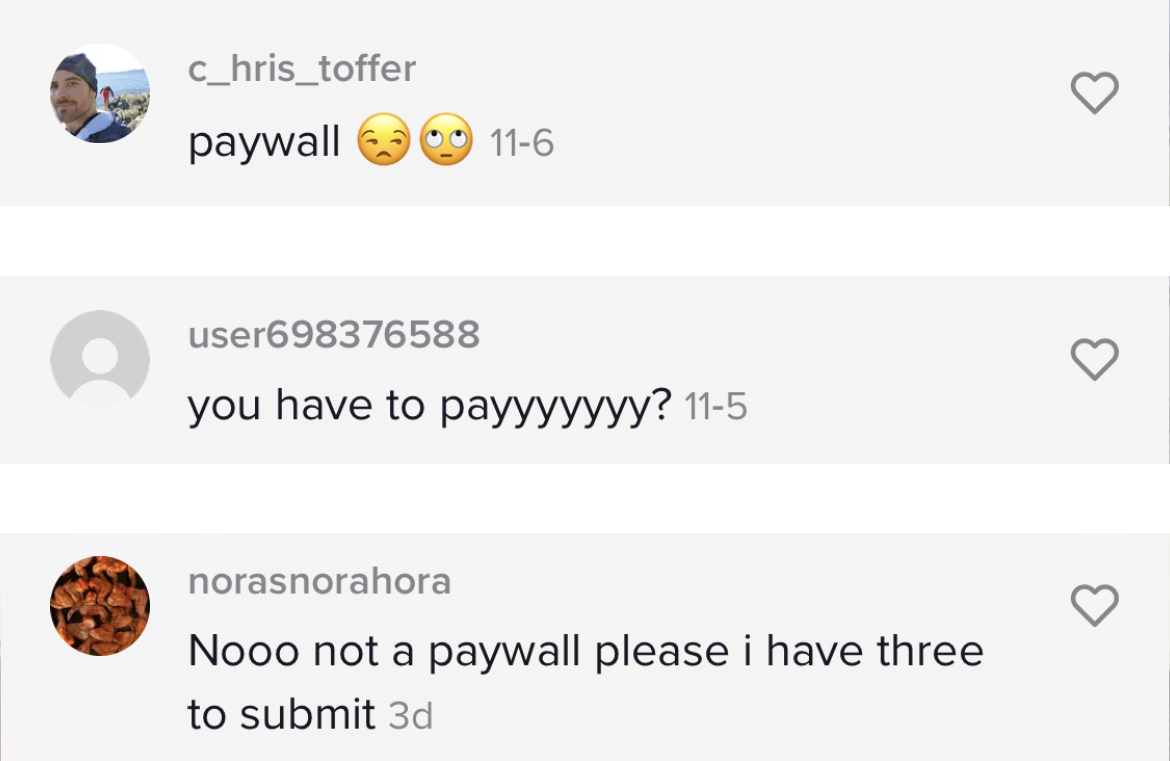 c_hris_toffer
paywall 😒🙄 11-6
user698376588
you have to payyyyyyy? 11-5
norasnorahora
Nooo not a paywall please i have three
to submit 3d